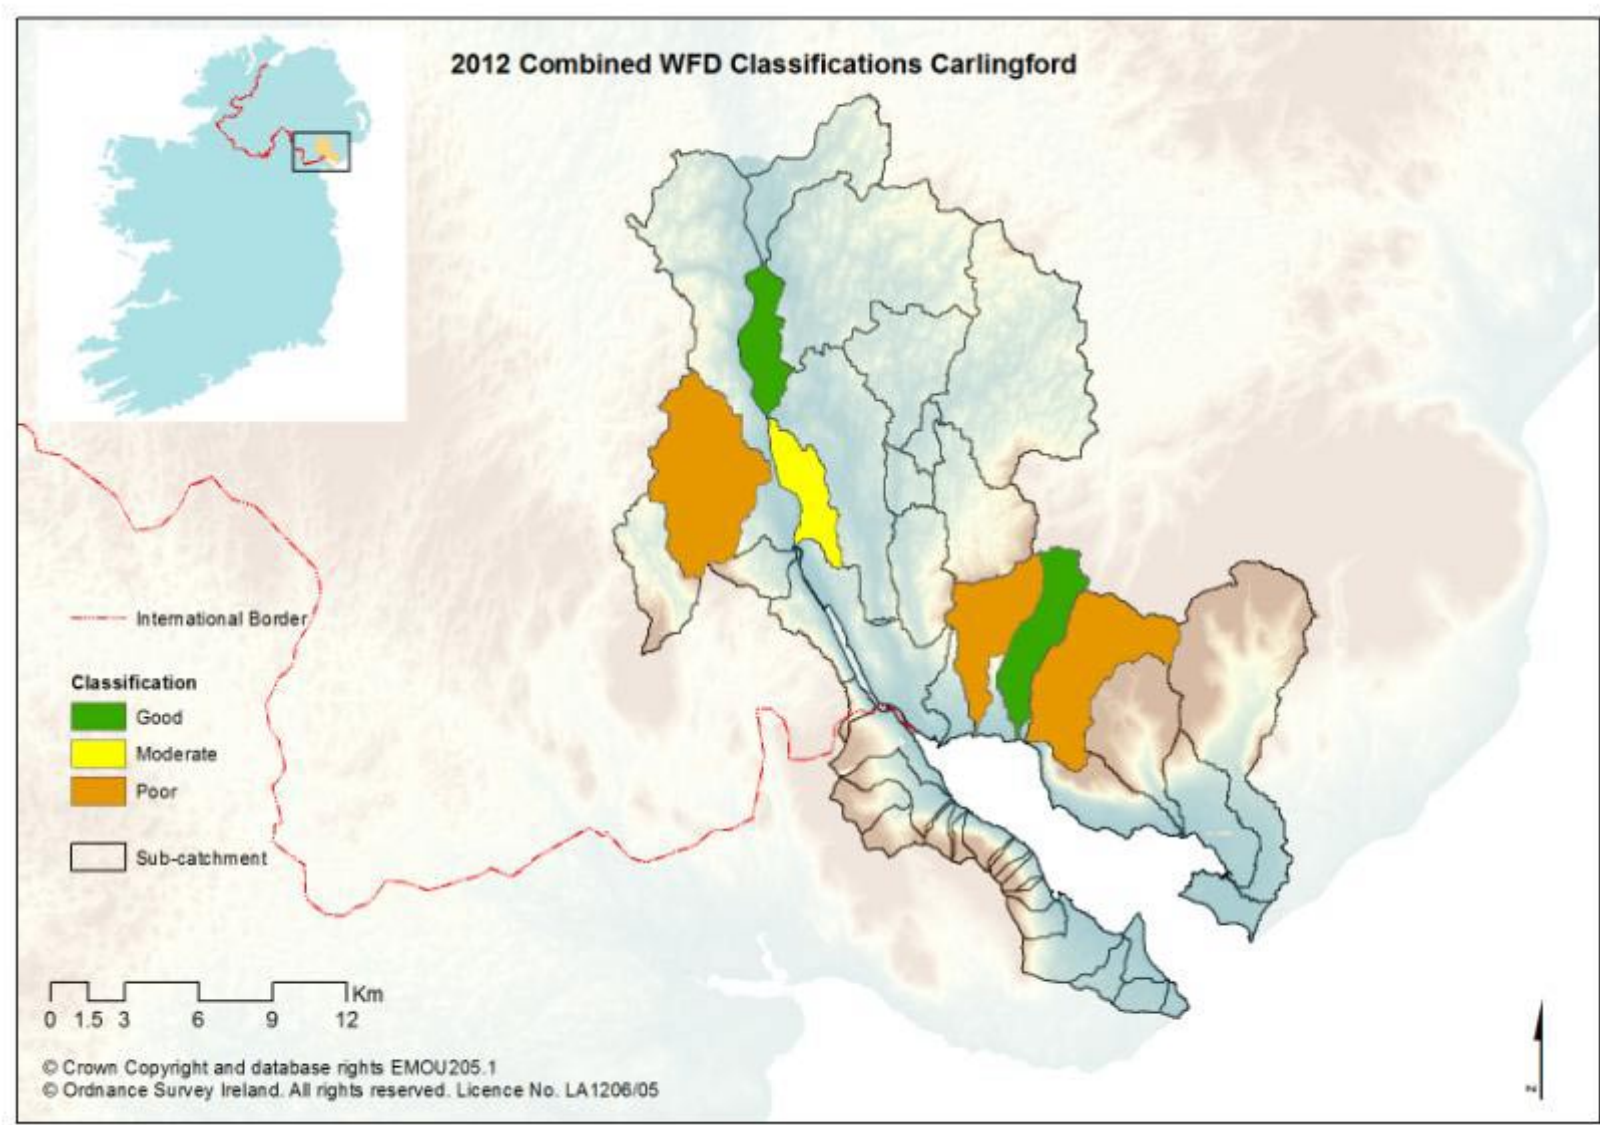 2012 Combined WFD Classifications Carlingford
International Border
Classification
Good
Moderate
Poor
Sub-catchment
Km
0 1.5 3 6 9 12
© Crown Copyright and database rights EMOU205.1
© Ordnance Survey Ireland. All rights reserved. Licence No. LA1206/05
N